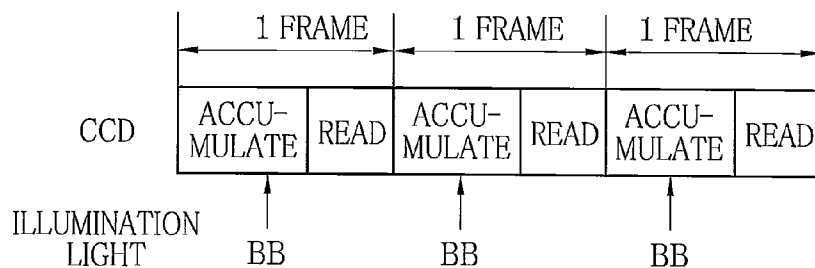 1 FRAME 1 FRAME 1 FRAME
CCD
ACCU-
MULATE
READ
ACCU-
MULATE
READ
ACCU-
MULATE
READ
ILLUMINATION
LIGHT
BB BB BB